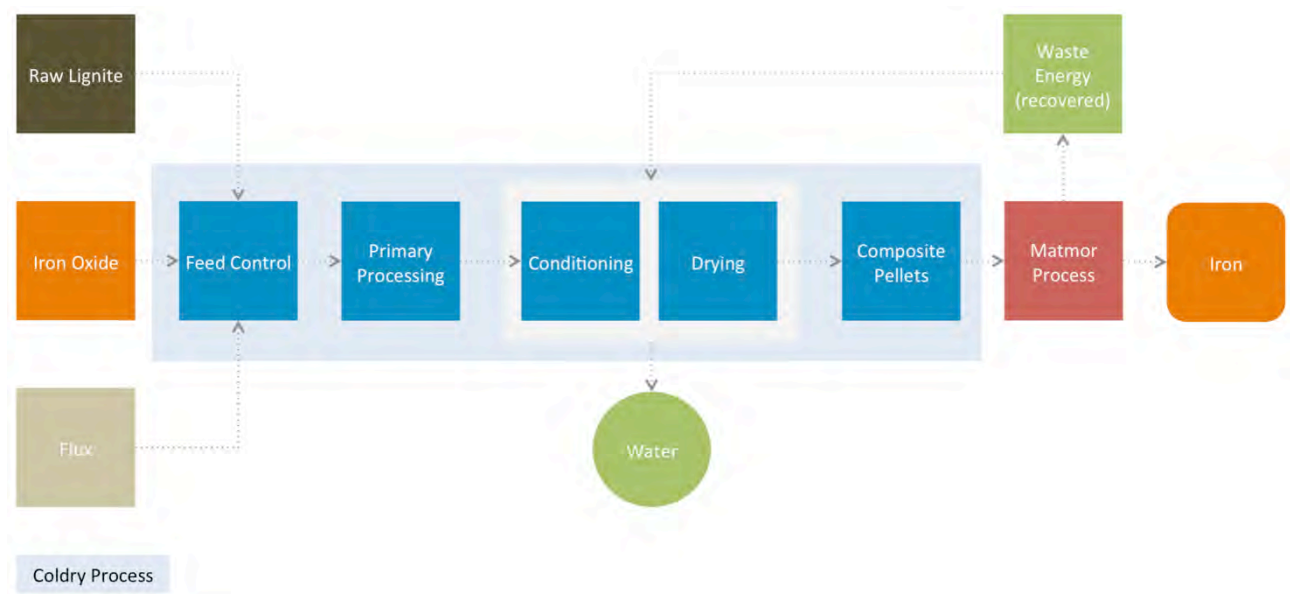 Raw Lignite
Waste
Energy
(recovered)
Iron Oxide
Feed Control
Primary
Processing
Conditioning
Drying
Composite
Pellets
Matmor
Process
Iron
Flux
Water
Coldry Process